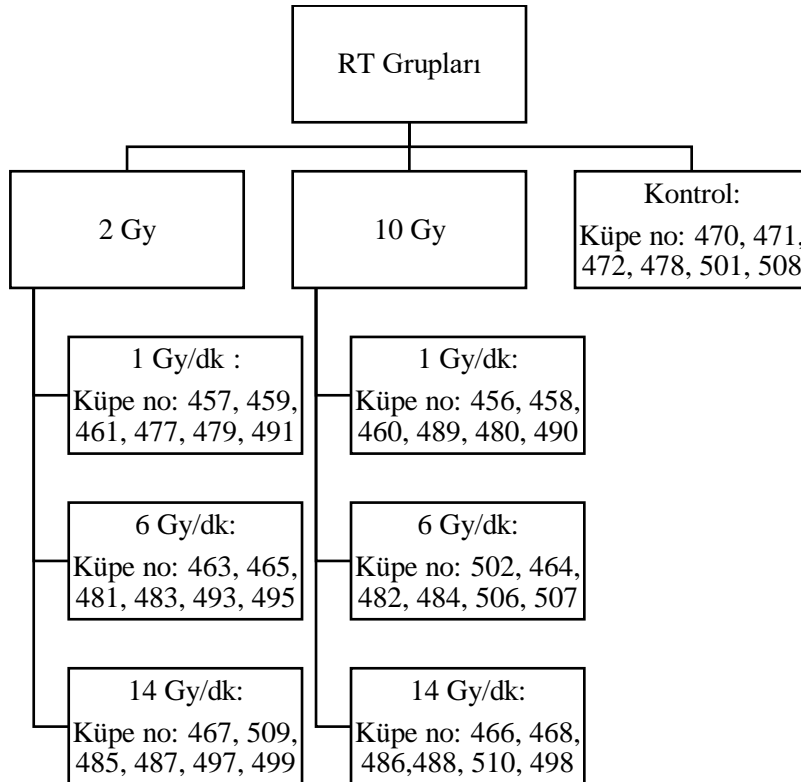 RT Grupları
2 Gy
10 Gy
Kontrol:
Küpe no: 470, 471,
472, 478, 501, 508
1 Gy/dk :
Küpe no: 457, 459,
461, 477, 479, 491
1 Gy/dk:
Küpe no: 456, 458,
460, 489, 480, 490
6 Gy/dk:
Küpe no: 463, 465,
481, 483, 493, 495
6 Gy/dk:
Küpe no: 502, 464,
482, 484, 506, 507
14 Gy/dk:
Küpe no: 467, 509,
485, 487, 497, 499
14 Gy/dk:
Küpe no: 466, 468,
486,488, 510, 498